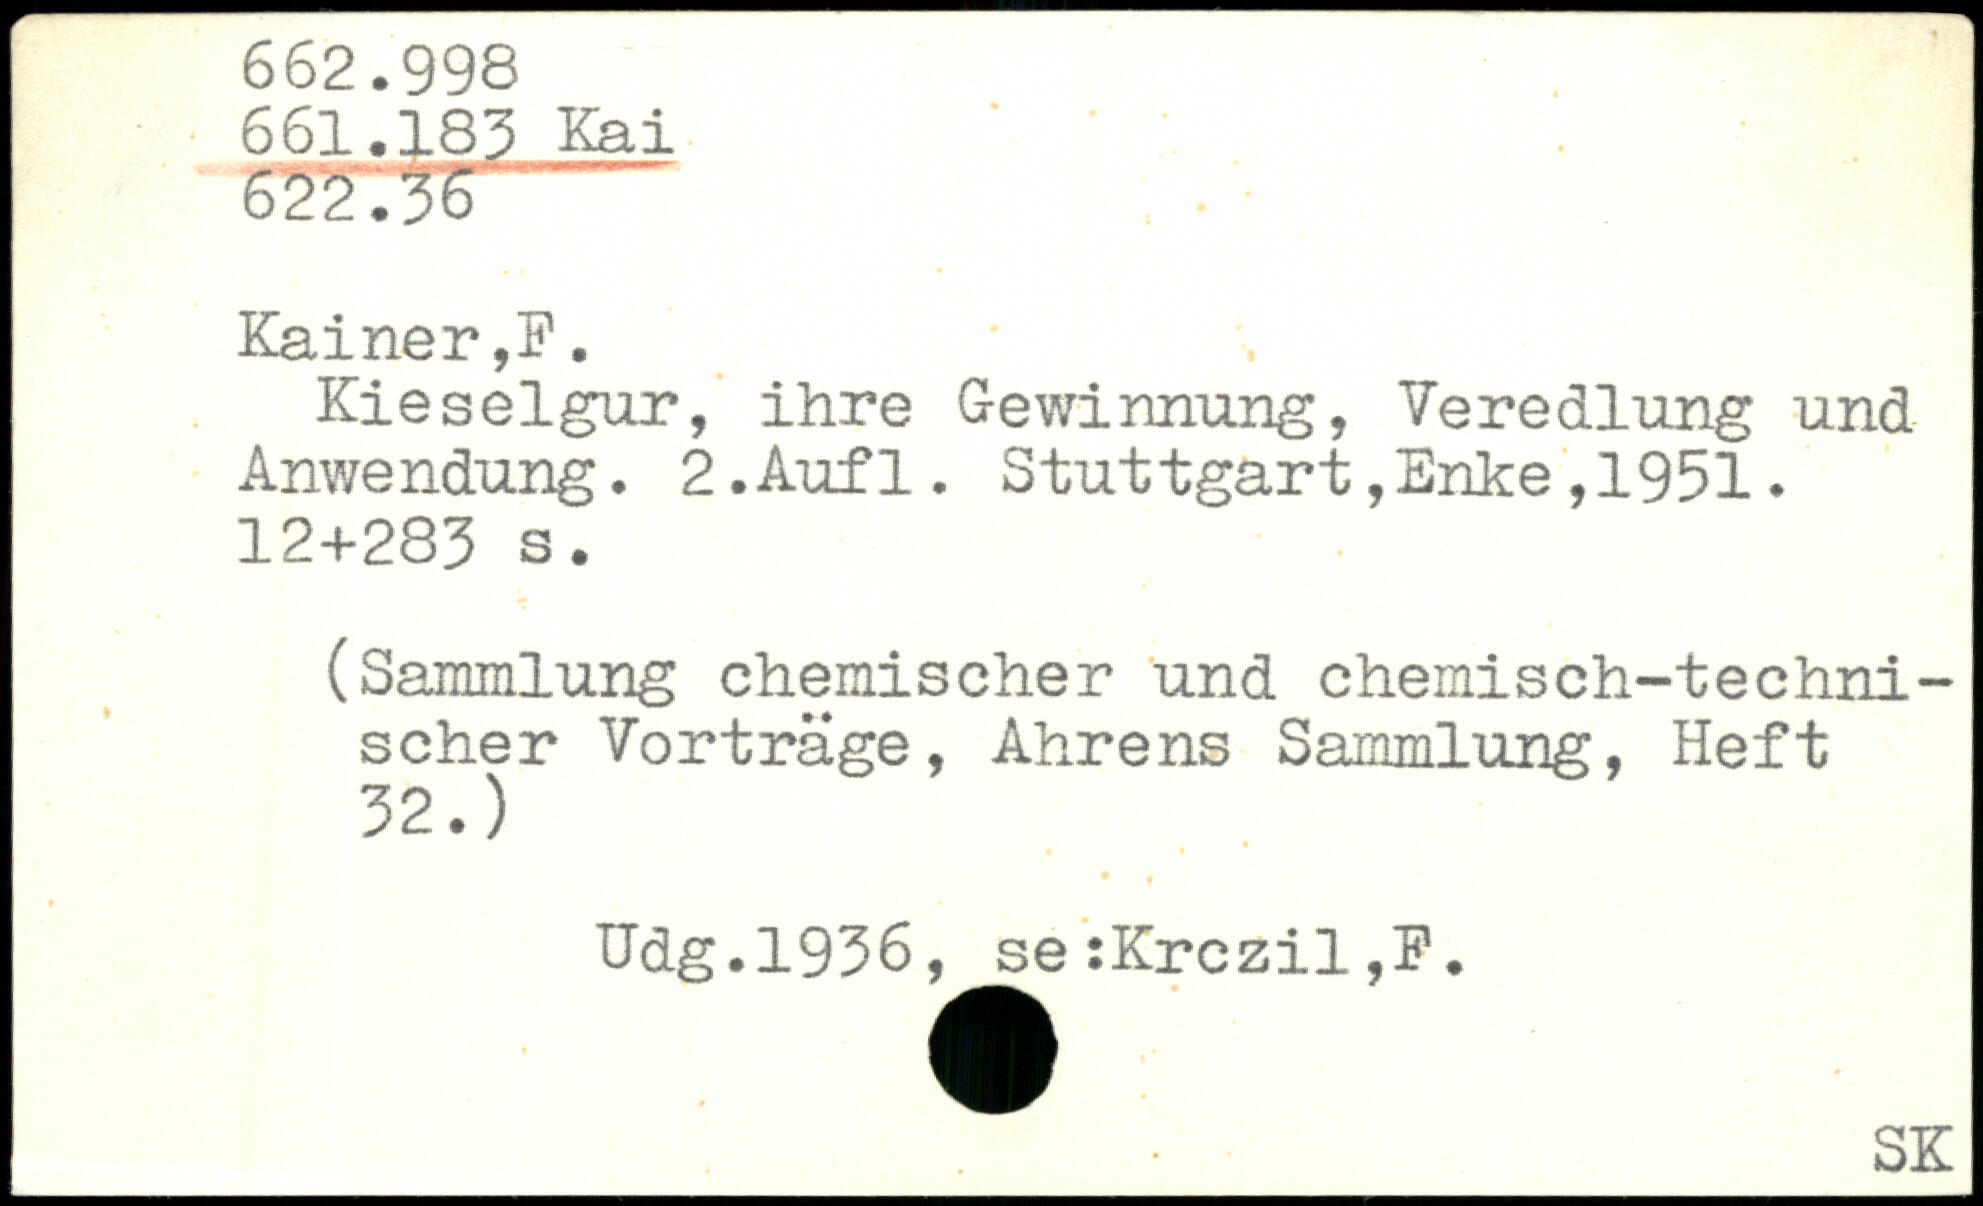 662.998
661.183 Kai
622.36
Kainer,F.
Kieselgur, ihre Gewinnung, Veredlung und
Anwendung. 2.Aufl. Stuttgart,Enke,1951.
12+283 s.
(Sammlung chemischer und chemisch-techni-
scher Vorträge, Ahrens Sammlung, Heft
32.)
Udg.1936, se:Krczil,F.
SK